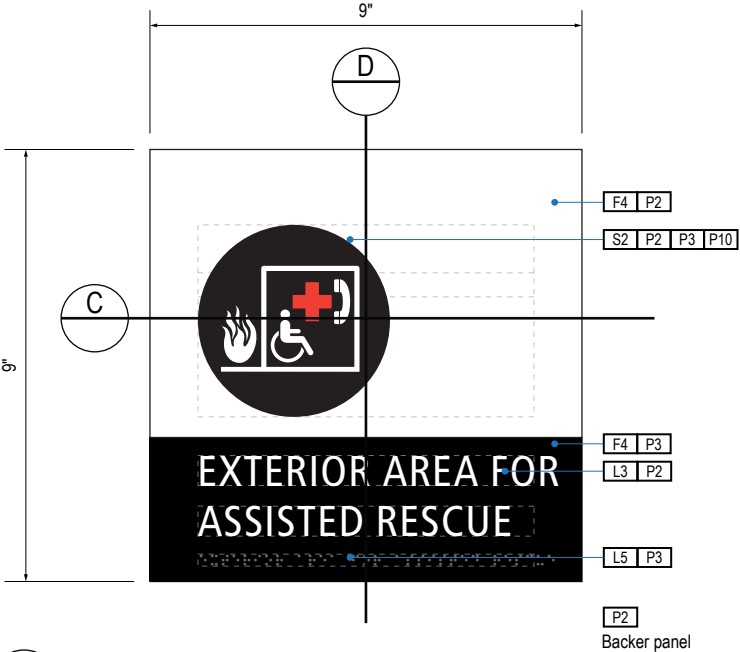 9"
D
F4 P2
S2 P2 P3 P10
C
9"
F4 P3
EXTERIOR AREA FOR
L3 P2
ASSISTED RESCUE
L5 P3
P2
Backer panel